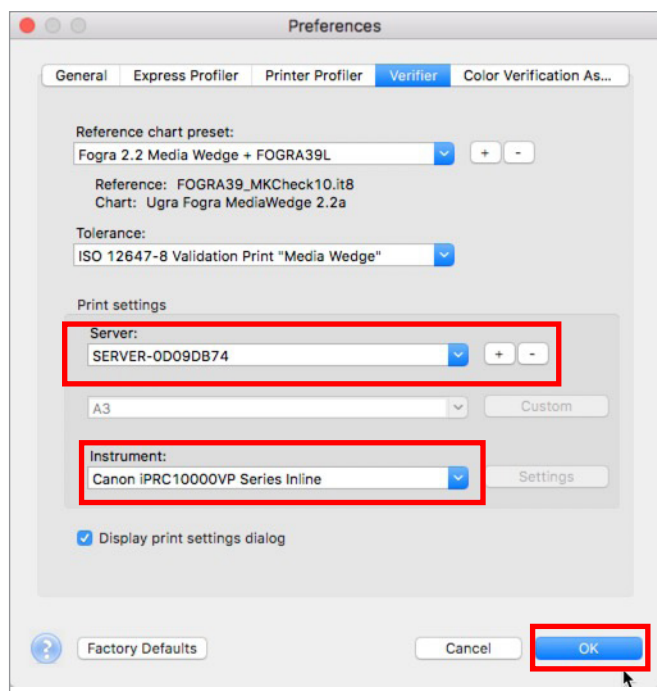 Preferences
General Express Profiler Printer Profiler Verifier Color Verification As...
Reference chart preset:
Fogra 2.2 Media Wedge + FOGRA39L + -
Reference: FOGRA39_MKCheck10.it8
Chart: Ugra Fogra MediaWedge 2.2a
Tolerance:
ISO 12647-8 Validation Print "Media Wedge"
Print settings
Server:
SERVER-0D09DB74 + -
A3 Custom
Instrument:
Canon iPRC10000VP Series Inline Settings
Display print settings dialog
? Factory Defaults Cancel OK